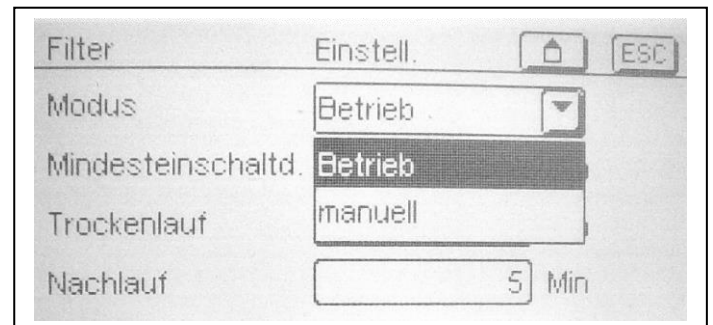 Filter Einstell. ESC
Modus Betrieb
Mindesteinschaltd. Betrieb
Trockenlauf manuell
Nachlauf 5 Min